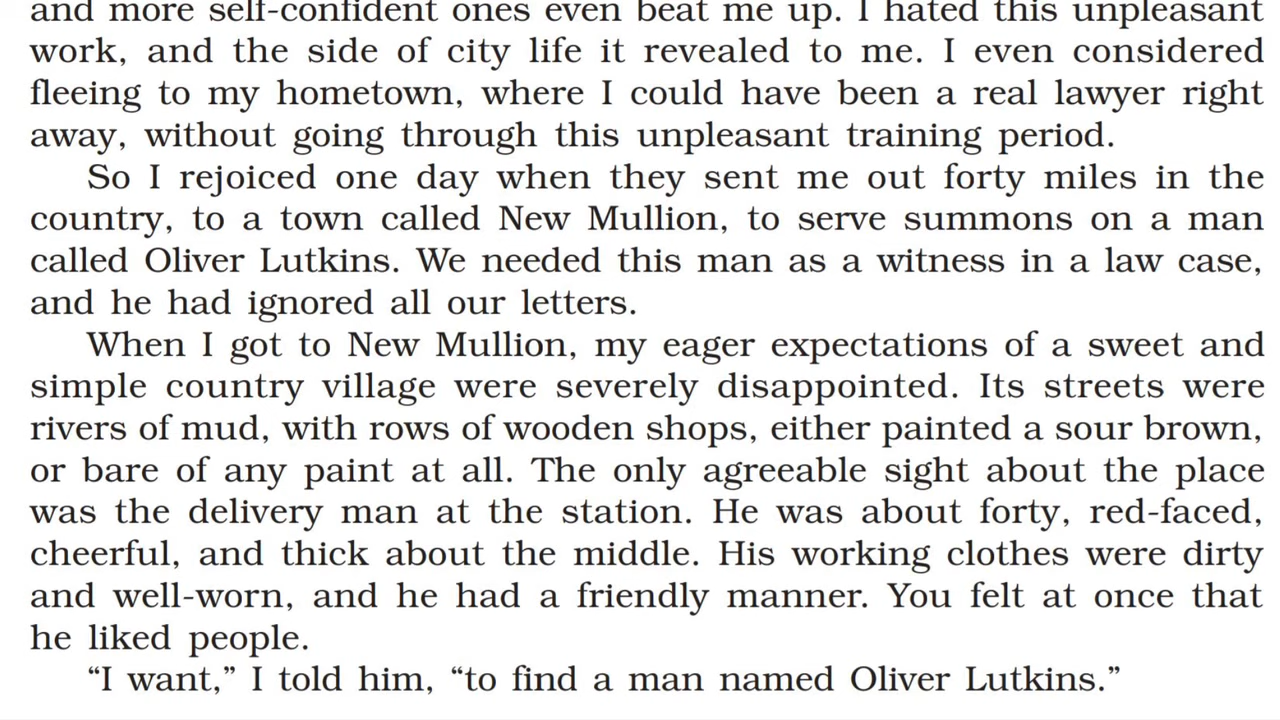 and more self-confident ones even beat me up. I hated this unpleasant
work, and the side of city life it revealed to me. I even considered
fleeing to my hometown, where I could have been a real lawyer right
away, without going through this unpleasant training period.
So I rejoiced one day when they sent me out forty miles in the
country, to a town called New Mullion, to serve summons on a man
called Oliver Lutkins. We needed this man as a witness in a law case,
and he had ignored all our letters.
When I got to New Mullion, my eager expectations of a sweet and
simple country village were severely disappointed. Its streets were
rivers of mud, with rows of wooden shops, either painted a sour brown,
or bare of any paint at all. The only agreeable sight about the place
was the delivery man at the station. He was about forty, red-faced,
cheerful, and thick about the middle. His working clothes were dirty
and well-worn, and he had a friendly manner. You felt at once that
he liked people.
“I want,” I told him, “to find a man named Oliver Lutkins.”